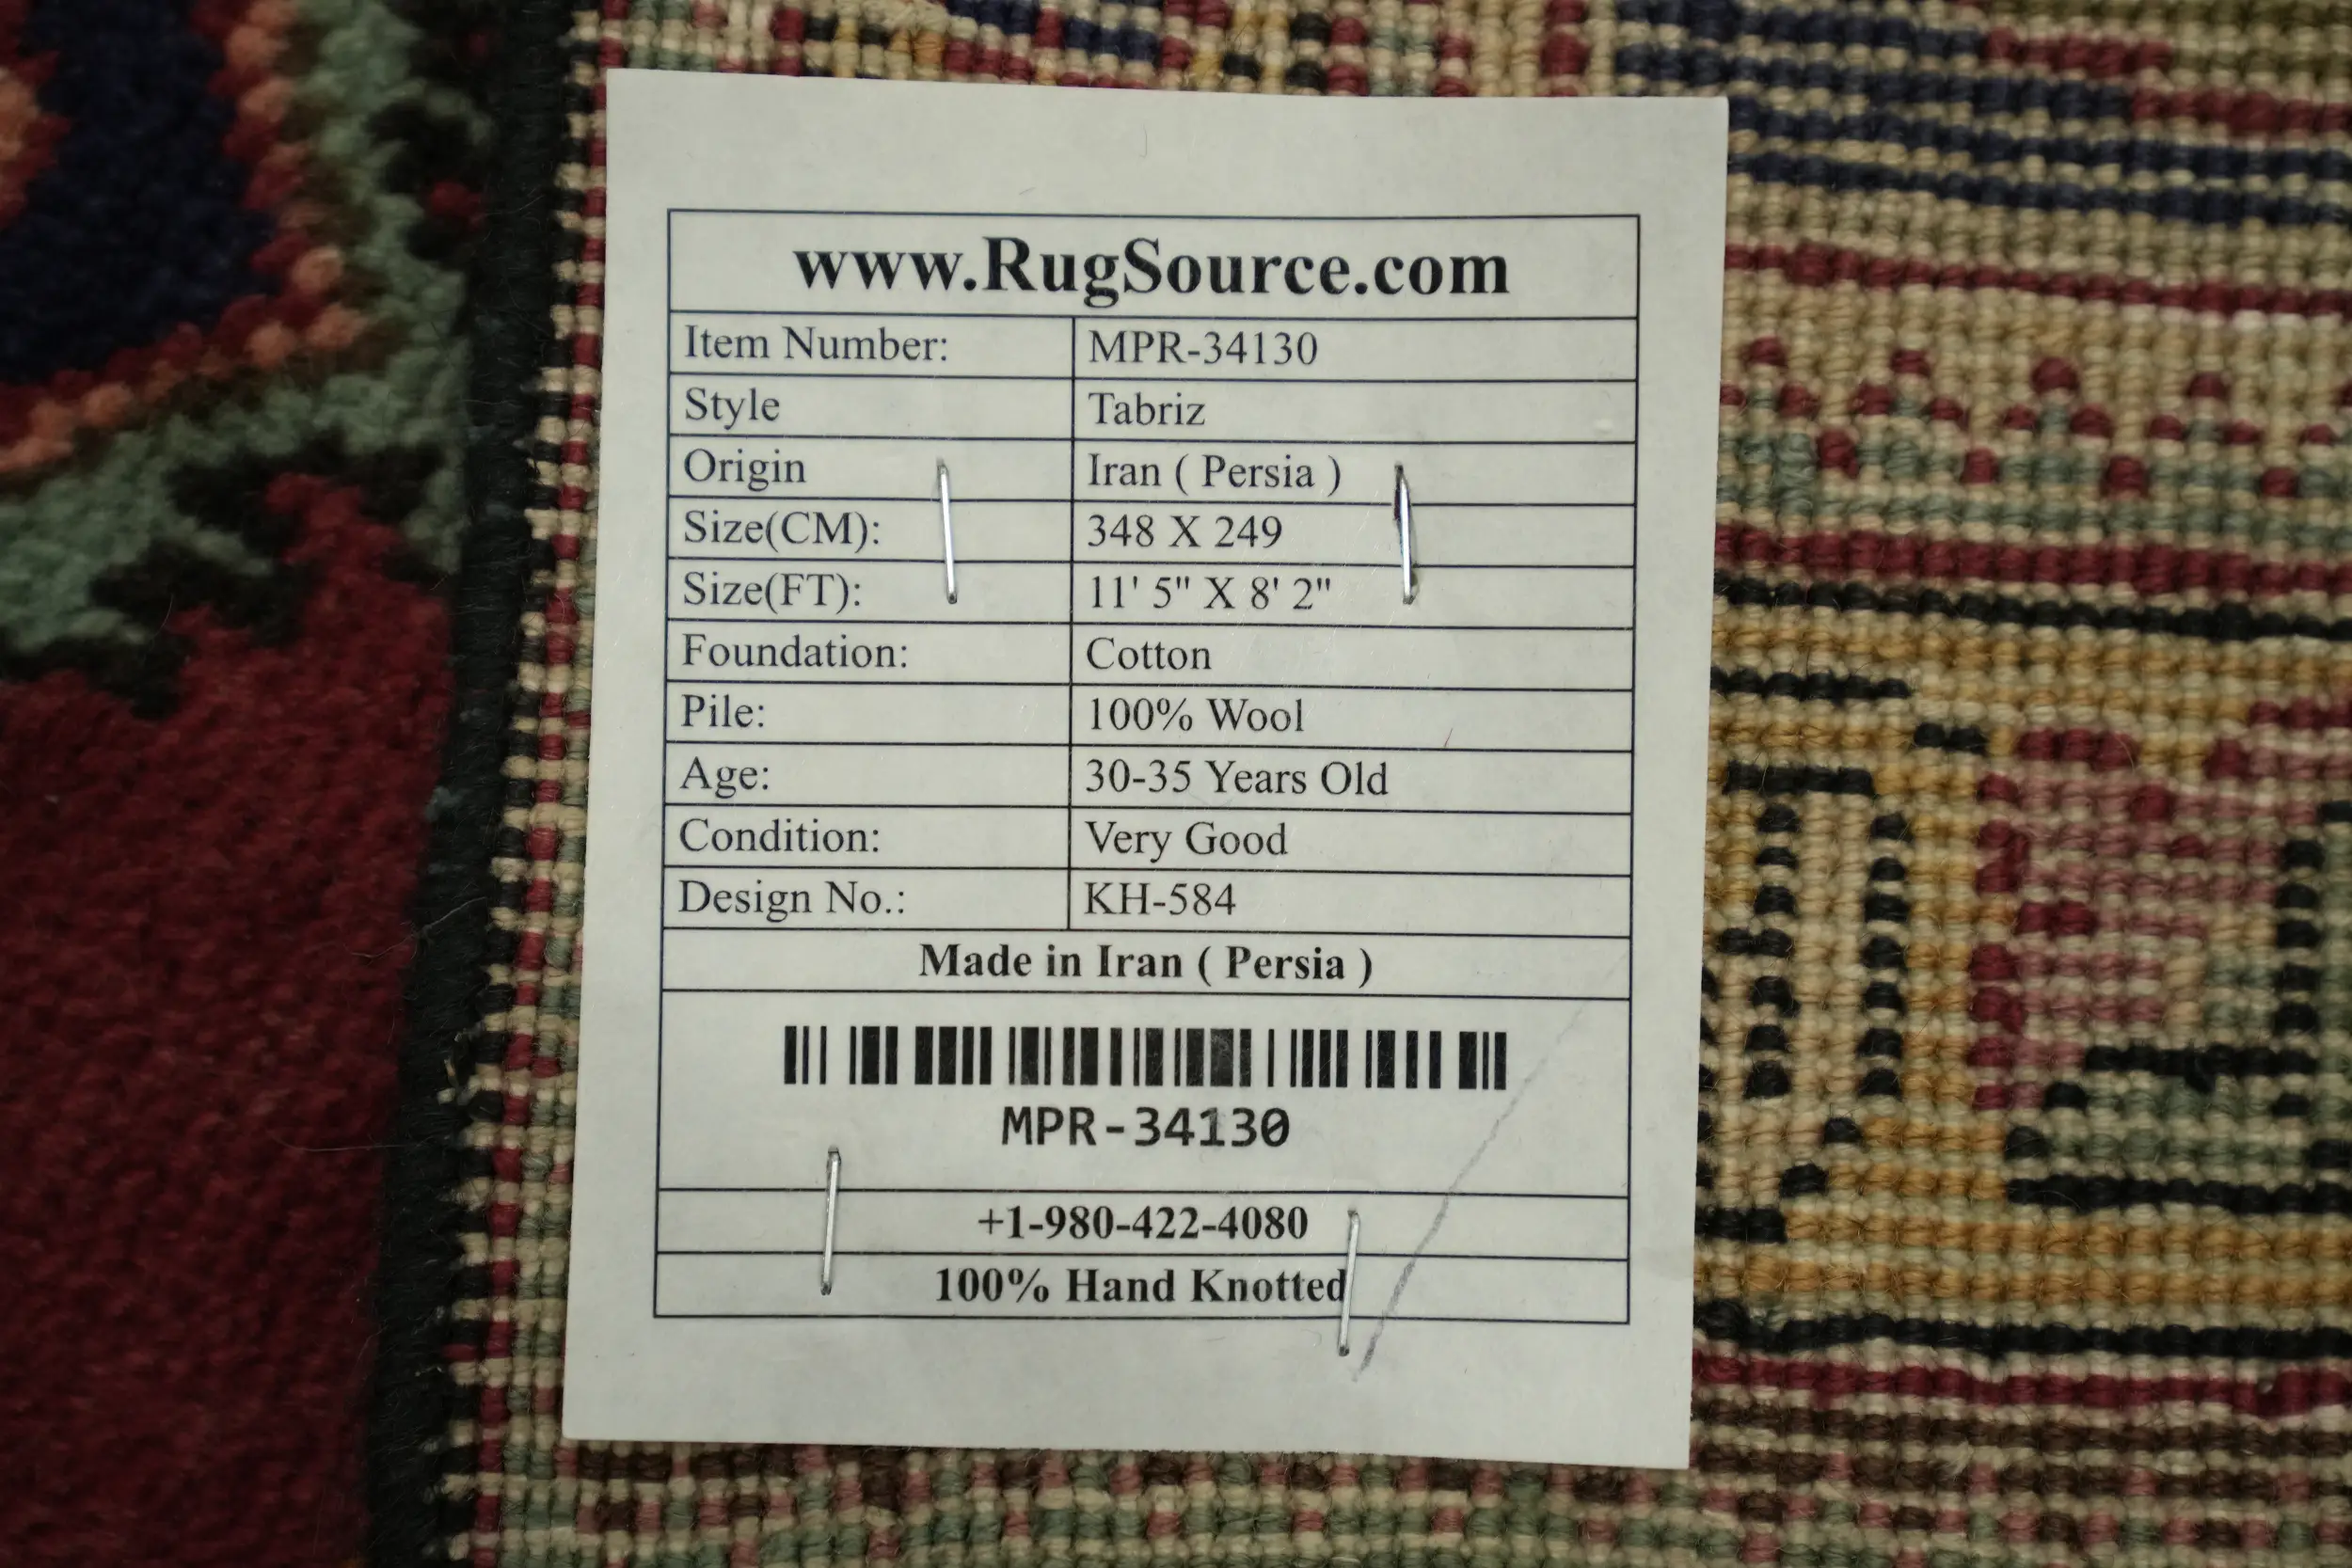 www.RugSource.com
Item Number: MPR-34130
Style Tabriz
Origin Iran ( Persia )
Size(CM): 348 X 249
Size(FT): 11' 5" X 8' 2"
Foundation: Cotton
Pile: 100% Wool
Age: 30-35 Years Old
Condition: Very Good
Design No.: KH-584
Made in Iran ( Persia )
MPR-34130
+1-980-422-4080
100% Hand Knotted